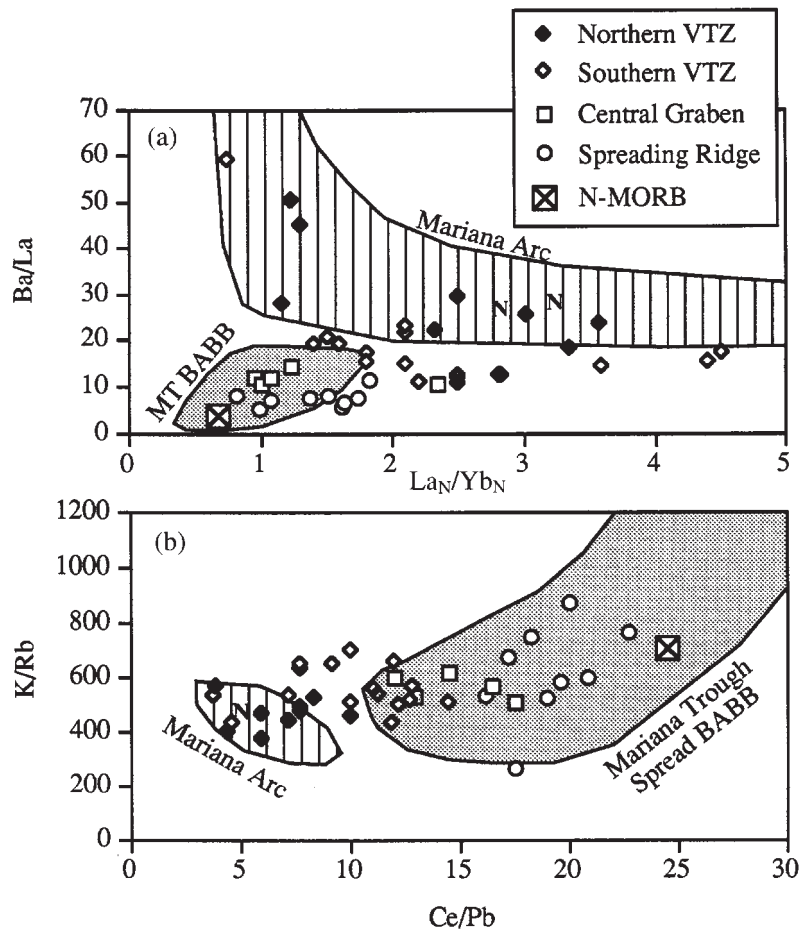 Northern VTZ
Southern VTZ
Central Graben
Spreading Ridge
N-MORB
(a)
70
60
50
40
30
20
10
0
Ba/La
Mariana Arc
N
N
MT BABB
0
1
2
3
4
5
LaN/YbN
(b)
1200
1000
800
600
400
200
0
K/Rb
N
Mariana Arc
Mariana Trough
Spread BABB
0
5
10
15
20
25
30
Ce/Pb